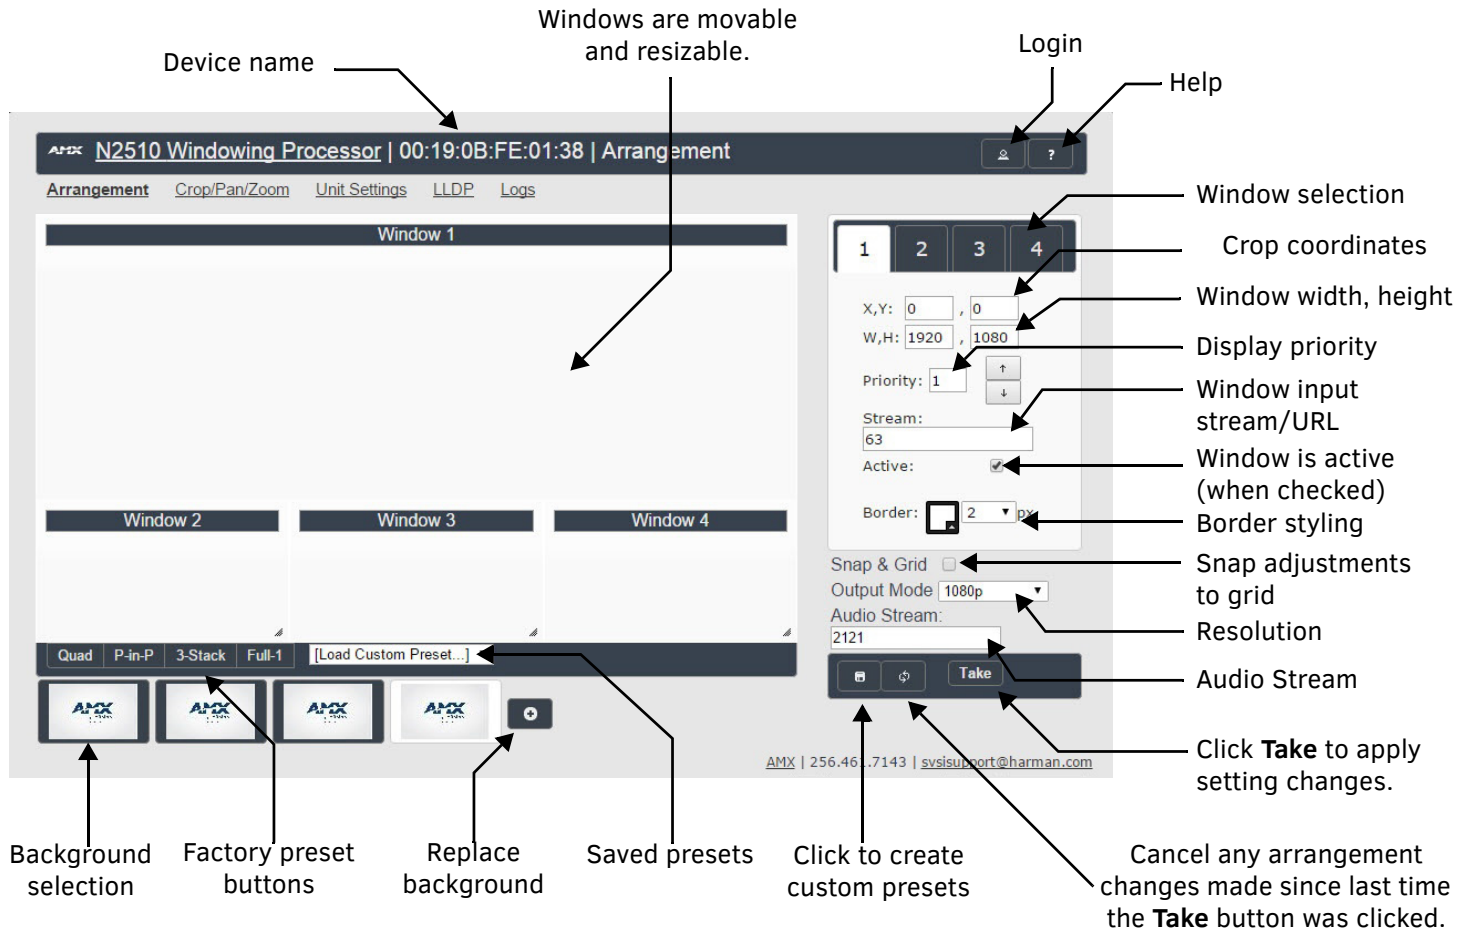 Windows are movable
and resizable.
Device name
Login
Help
AMX N2510 Windowing Processor | 00:19:0B:FE:01:38 | Arrangement
?
Arrangement Crop/Pan/Zoom Unit Settings LLDP Logs
Window 1
1 2 3 4
Window selection
Crop coordinates
X,Y: 0 , 0
Window width, height
W,H: 1920 , 1080
Display priority
Priority: 1 ↑
↓
Window input
stream/URL
Stream:
63
Active:
Window is active
(when checked)
Window 2 Window 3 Window 4
Border: 2 px
Border styling
Snap & Grid
Snap adjustments
to grid
Output Mode 1080p
Resolution
Audio Stream:
2121
Audio Stream
Quad P-in-P 3-Stack Full-1 [Load Custom Preset...]
Take
AMX AMX AMX AMX
Click Take to apply
setting changes.
AMX | 256.461.7143 | svsisupport@harman.com
Background
selection
Factory preset
buttons
Replace
background
Saved presets
Click to create
custom presets
Cancel any arrangement
changes made since last time
the Take button was clicked.